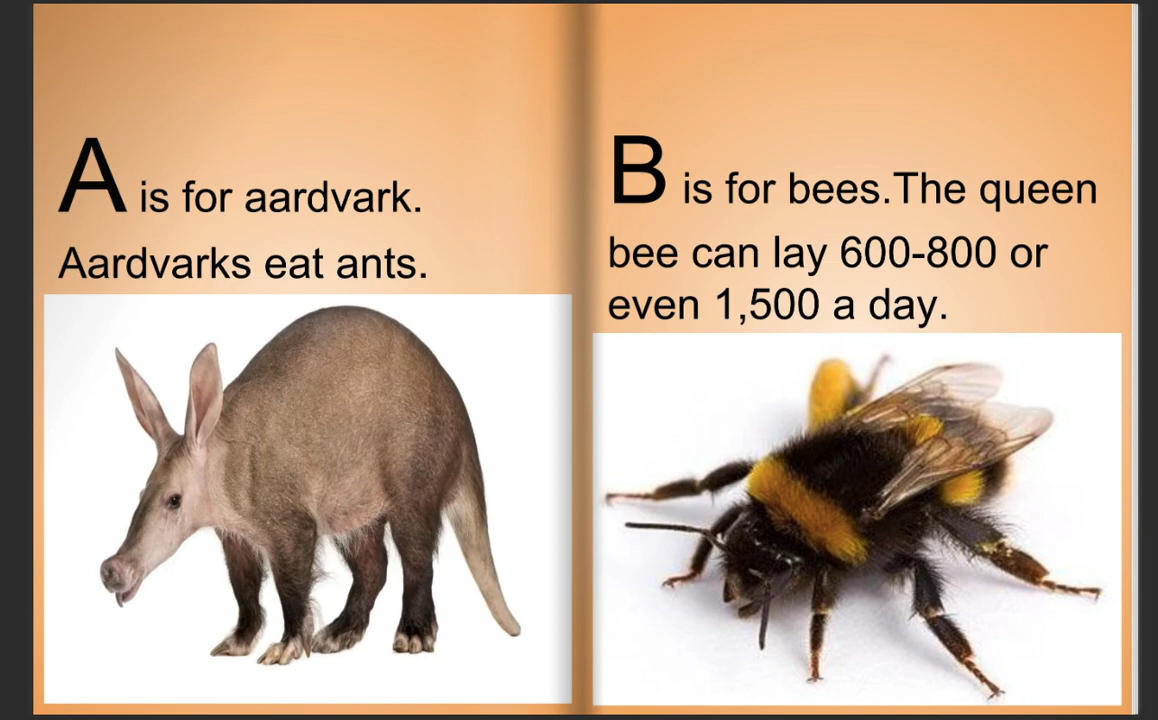 A is for aardvark.
Aardvarks eat ants.
B is for bees.The queen
bee can lay 600-800 or
even 1,500 a day.